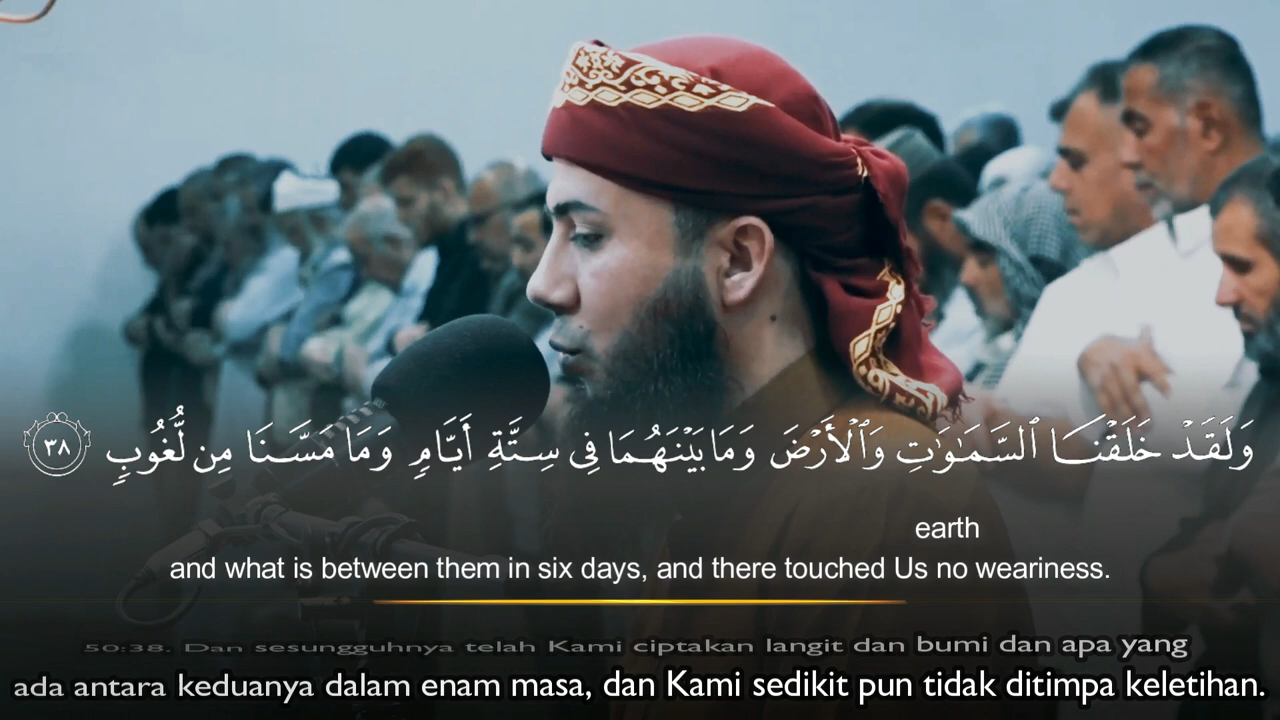 وَلَقَدْ خَلَقْنَا ٱلسَّمَٰوَٰتِ وَٱلْأَرْضَ وَمَا بَيْنَهُمَا فِى سِتَّةِ أَيَّامٍ وَمَا مَسَّنَا مِن لُّغُوبٍ ٣٨
earth
and what is between them in six days, and there touched Us no weariness.
50:38. Dan sesungguhnya telah Kami ciptakan langit dan bumi dan apa yang
ada antara keduanya dalam enam masa, dan Kami sedikit pun tidak ditimpa keletihan.